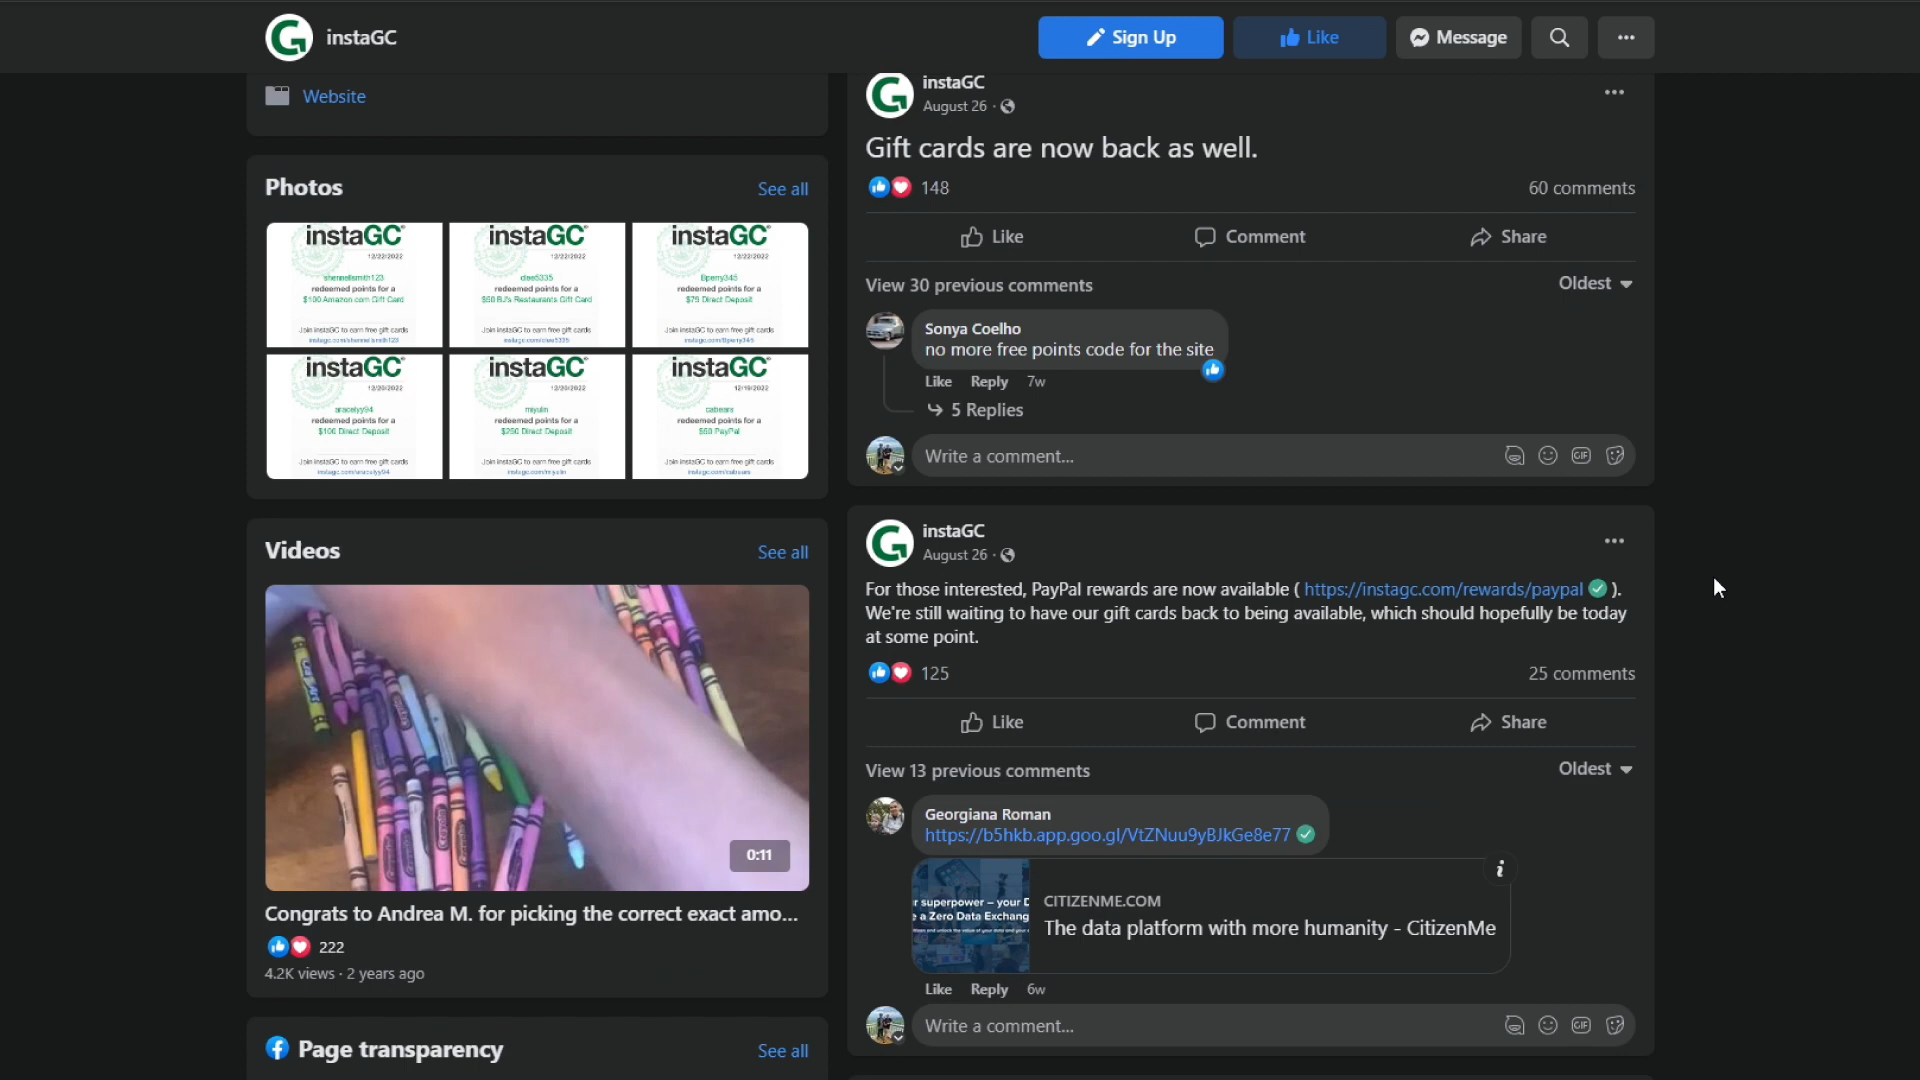 instaGC
Sign Up
Like
Message
Website
Photos
See all
instaGC
12/22/2022
shennellsmith123
redeemed points for a
$100 Amazon.com Gift Card
Join instaGC to earn free gift cards
instagc.com/shennellsmith123
instaGC
12/22/2022
dee5335
redeemed points for a
$50 BJ's Restaurants Gift Card
Join instaGC to earn free gift cards
instaGC
12/22/2022
Bperry345
redeemed points for a
$75 Direct Deposit
Join instaGC to earn free gift cards
instagc.com/Bperry345
instaGC
12/20/2022
aracelyy94
redeemed points for a
$100 Direct Deposit
Join instaGC to earn free gift cards
instagc.com/aracelyy94
instaGC
12/20/2022
miyulin
redeemed points for a
$250 Direct Deposit
Join instaGC to earn free gift cards
instagc.com/miyulin
instaGC
12/19/2022
cabears
redeemed points for a
$50 PayPal
Join instaGC to earn free gift cards
instagc.com/cabears
Videos
See all
0:11
Congrats to Andrea M. for picking the correct exact amo...
222
4.2K views · 2 years ago
Page transparency
See all
instaGC
August 26 ·
Gift cards are now back as well.
148
60 comments
Like
Comment
Share
View 30 previous comments
Oldest
Sonya Coelho
no more free points code for the site
Like Reply 7w
5 Replies
Write a comment...
GIF
instaGC
August 26 ·
For those interested, PayPal rewards are now available ( https://instagc.com/rewards/paypal ).
We're still waiting to have our gift cards back to being available, which should hopefully be today
at some point.
125
25 comments
Like
Comment
Share
View 13 previous comments
Oldest
Georgiana Roman
https://b5hkb.app.goo.gl/VtZNuu9yBJkGe8e77
r superpower – your D
e a Zero Data Exchang
CITIZENME.COM
The data platform with more humanity - CitizenMe
Like Reply 6w
Write a comment...
GIF